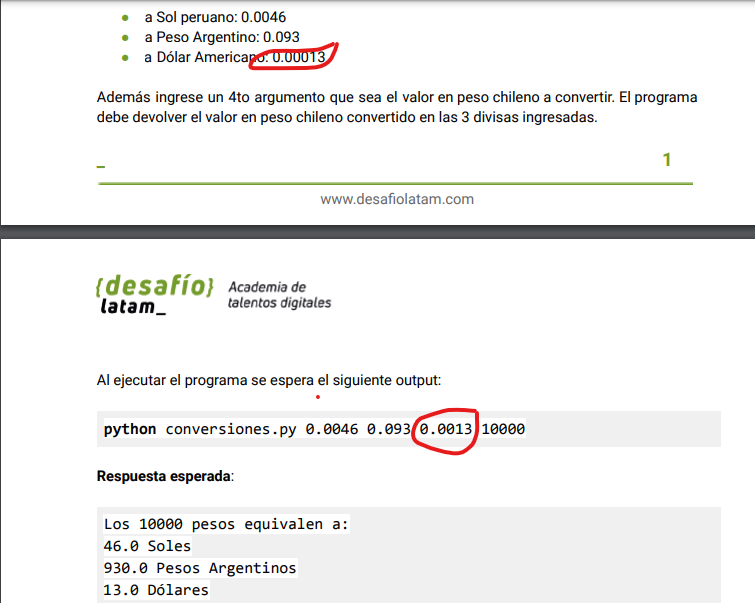 a Sol peruano: 0.0046
a Peso Argentino: 0.093
a Dólar Americano: 0.00013
Además ingrese un 4to argumento que sea el valor en peso chileno a convertir. El programa
debe devolver el valor en peso chileno convertido en las 3 divisas ingresadas.
_ 1
www.desafiolatam.com
{desafío}
latam_
Academia de
talentos digitales
Al ejecutar el programa se espera el siguiente output:
python conversiones.py 0.0046 0.093 0.0013 10000
Respuesta esperada:
Los 10000 pesos equivalen a:
46.0 Soles
930.0 Pesos Argentinos
13.0 Dólares